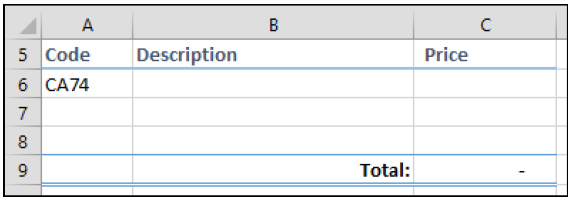 A B C
5 Code Description Price
6 CA74
7
8
9 Total: -